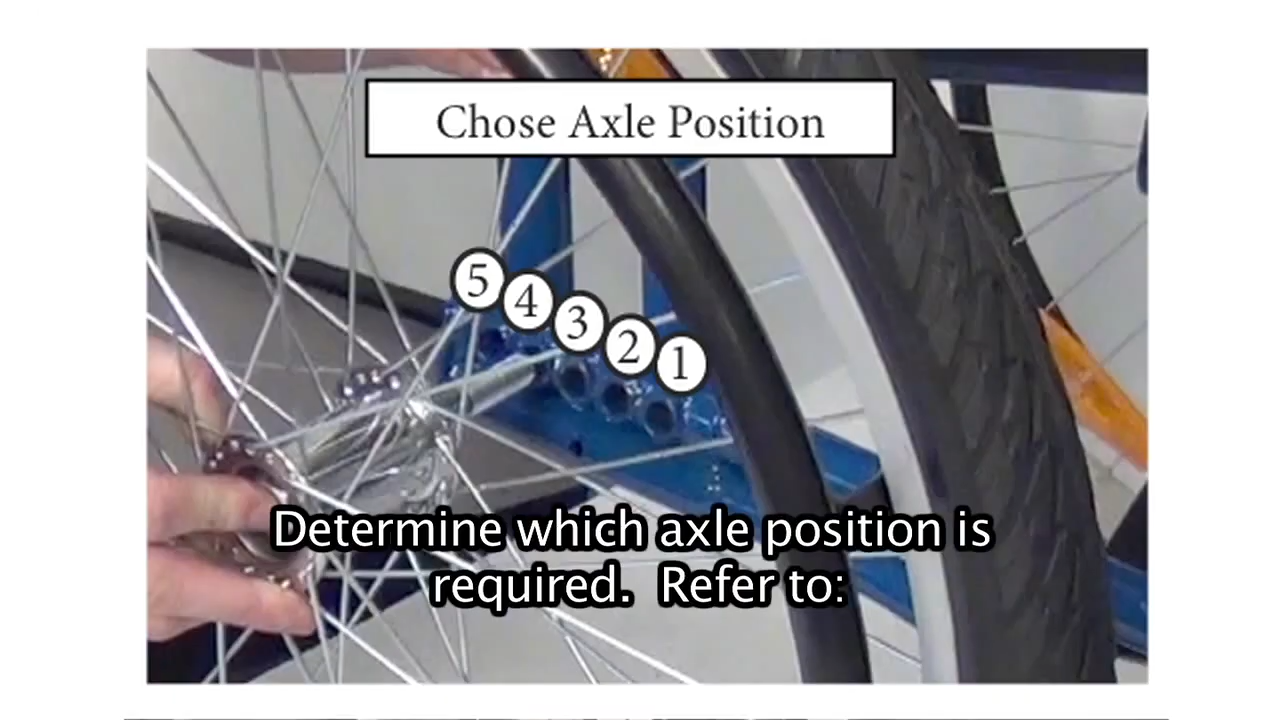 Chose Axle Position
5 4 3 2 1
Determine which axle position is
required. Refer to: